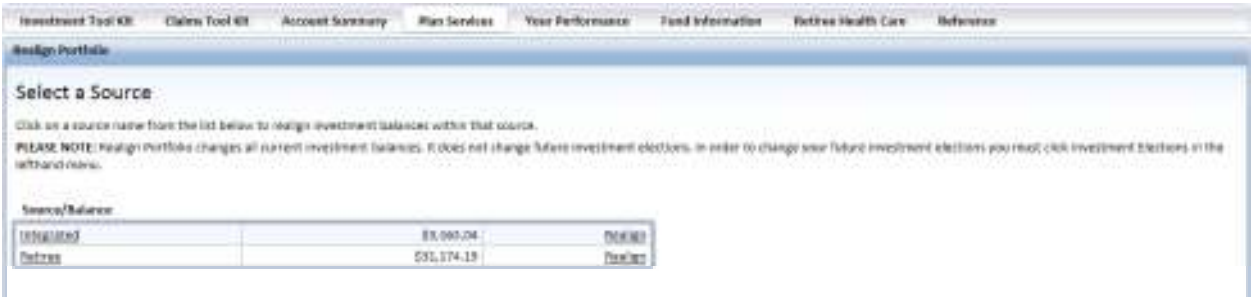 Investment Tool Kit Claims Tool Kit Account Summary Plan Services Your Performance Fund Information Retiree Health Care Reference
Realign Portfolio
Select a Source
Click on a source name from the list below to realign investment balances within that source.
PLEASE NOTE: Realign Portfolio changes all current investment balances. It does not change future investment elections. In order to change your future investment elections you must click Investment Elections in the
lefthand menu.
Source/Balance
Integrated Realign
Retiree $31,174.19 Realign